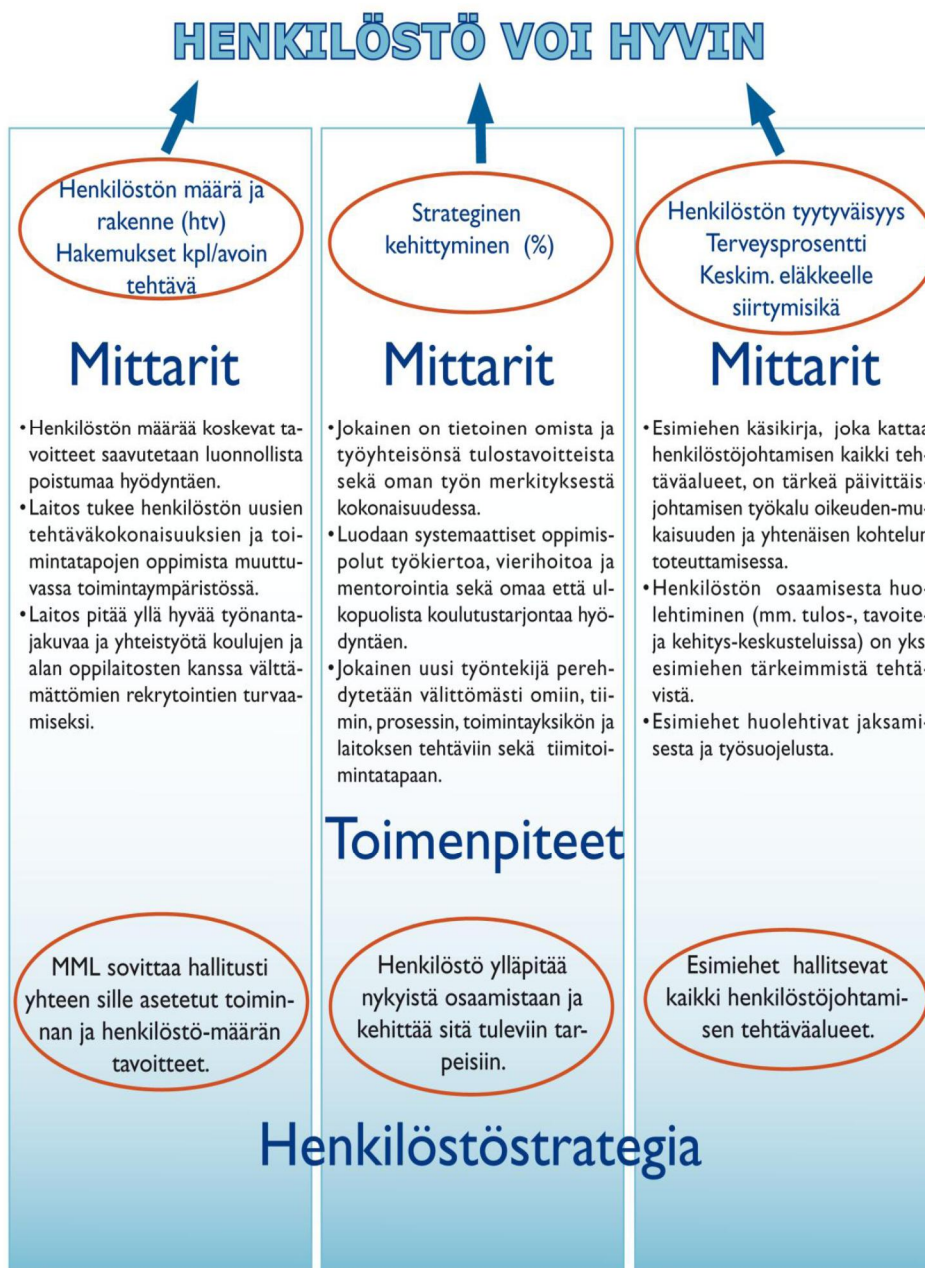 HENKILÖSTÖ VOI HYVIN
Henkilöstön määrä ja
rakenne (htv)
Hakemukset kpl/avoin
tehtävä
Mittarit
• Henkilöstön määrää koskevat ta-
voitteet saavutetaan luonnollista
poistumaa hyödyntäen.
• Laitos tukee henkilöstön uusien
tehtäväkokonaisuuksien ja toi-
mintatapojen oppimista muuttu-
vassa toimintaympäristössä.
• Laitos pitää yllä hyvää työnanta-
jakuvaa ja yhteistyötä koulujen ja
alan oppilaitosten kanssa välttä-
mättömien rekrytointien turvaa-
miseksi.
MML sovittaa hallitusti
yhteen sille asetetut toimin-
nan ja henkilöstö-määrän
tavoitteet.
Strateginen
kehittyminen (%)
Mittarit
• Jokainen on tietoinen omista ja
työyhteisönsä tulostavoitteista
sekä oman työn merkityksestä
kokonaisuudessa.
• Luodaan systemaattiset oppimis-
polut työkiertoa, vierihoitoa ja
mentorointia sekä omaa että ul-
kopuolista koulutustarjontaa hyö-
dyntäen.
• Jokainen uusi työntekijä pereh-
dytetään välittömästi omiin, tii-
min, prosessin, toimintayksikön ja
laitoksen tehtäviin sekä tiimitoi-
mintatapaan.
Toimenpiteet
Henkilöstö ylläpitää
nykyistä osaamistaan ja
kehittää sitä tuleviin tar-
peisiin.
Henkilöstön tyytyväisyys
Terveysprosentti
Keskim. eläkkeelle
siirtymisikä
Mittarit
• Esimiehen käsikirja, joka kattaa
henkilöstöjohtamisen kaikki teh-
täväalueet, on tärkeä päivittäis-
johtamisen työkalu oikeuden-mu-
kaisuuden ja yhtenäisen kohtelun
toteuttamisessa.
• Henkilöstön osaamisesta huo-
lehtiminen (mm. tulos-, tavoite-
ja kehitys-keskusteluissa) on yks
esimiehen tärkeimmistä tehtä-
vistä.
• Esimiehet huolehtivat jaksami-
sesta ja työsuojelusta.
Esimiehet hallitsevat
kaikki henkilöstöjohtami-
sen tehtäväalueet.
Henkilöstöstrategia